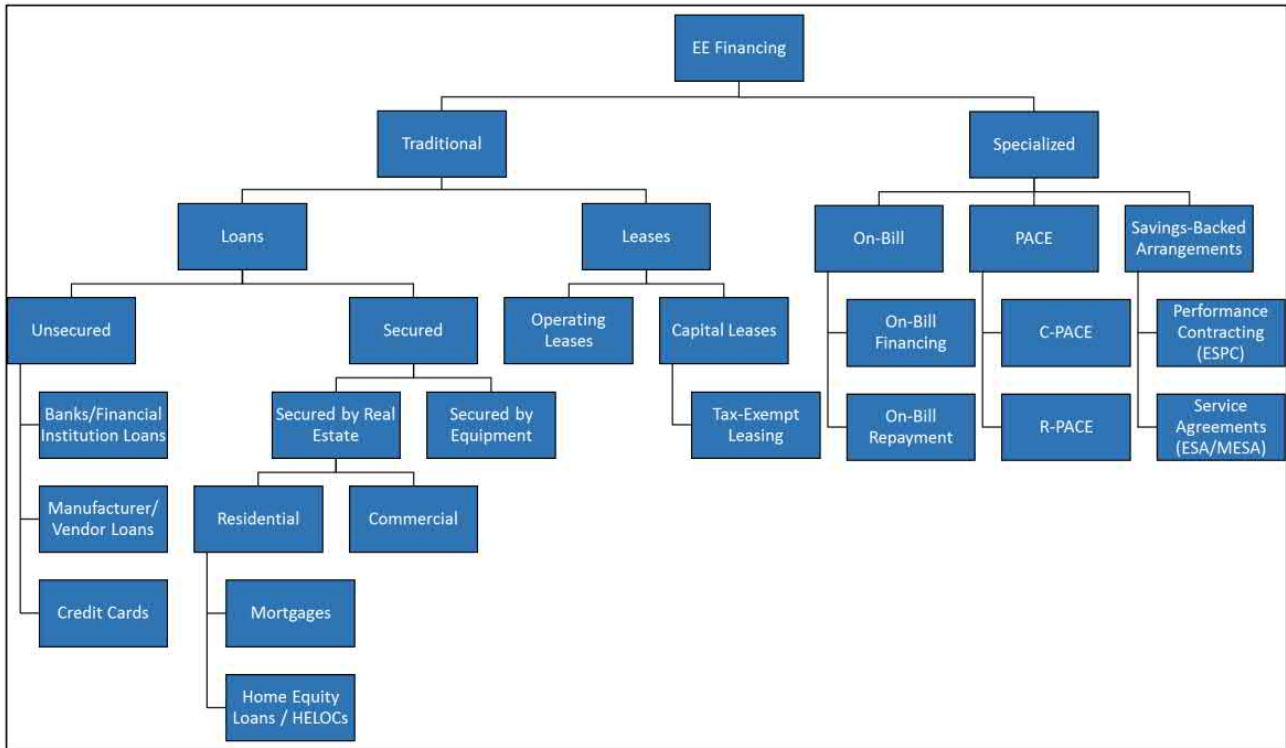 EE Financing
Traditional
Specialized
Loans
Leases
On-Bill
PACE
Savings-Backed
Arrangements
Unsecured
Secured
Operating
Leases
Capital Leases
On-Bill
Financing
C-PACE
Performance
Contracting
(ESPC)
Banks/Financial
Institution Loans
Secured by Real
Estate
Secured by
Equipment
Tax-Exempt
Leasing
On-Bill
Repayment
R-PACE
Service
Agreements
(ESA/MESA)
Manufacturer/
Vendor Loans
Residential
Commercial
Credit Cards
Mortgages
Home Equity
Loans / HELOCs